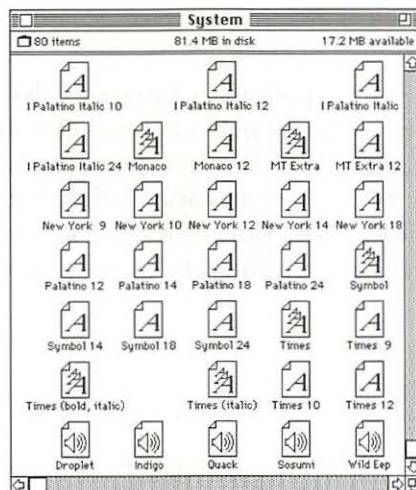 System
80 items 81.4 MB in disk 17.2 MB available
I Palatino Italic 10 I Palatino Italic 12 I Palatino Italic
I Palatino Italic 24 Monaco Monaco 12 MT Extra MT Extra 12
New York 9 New York 10 New York 12 New York 14 New York 18
Palatino 12 Palatino 14 Palatino 18 Palatino 24 Symbol
Symbol 14 Symbol 18 Symbol 24 Times Times 9
Times (bold, italic) Times (italic) Times 10 Times 12
Droplet Indigo Quack Sosumi Wild Eep